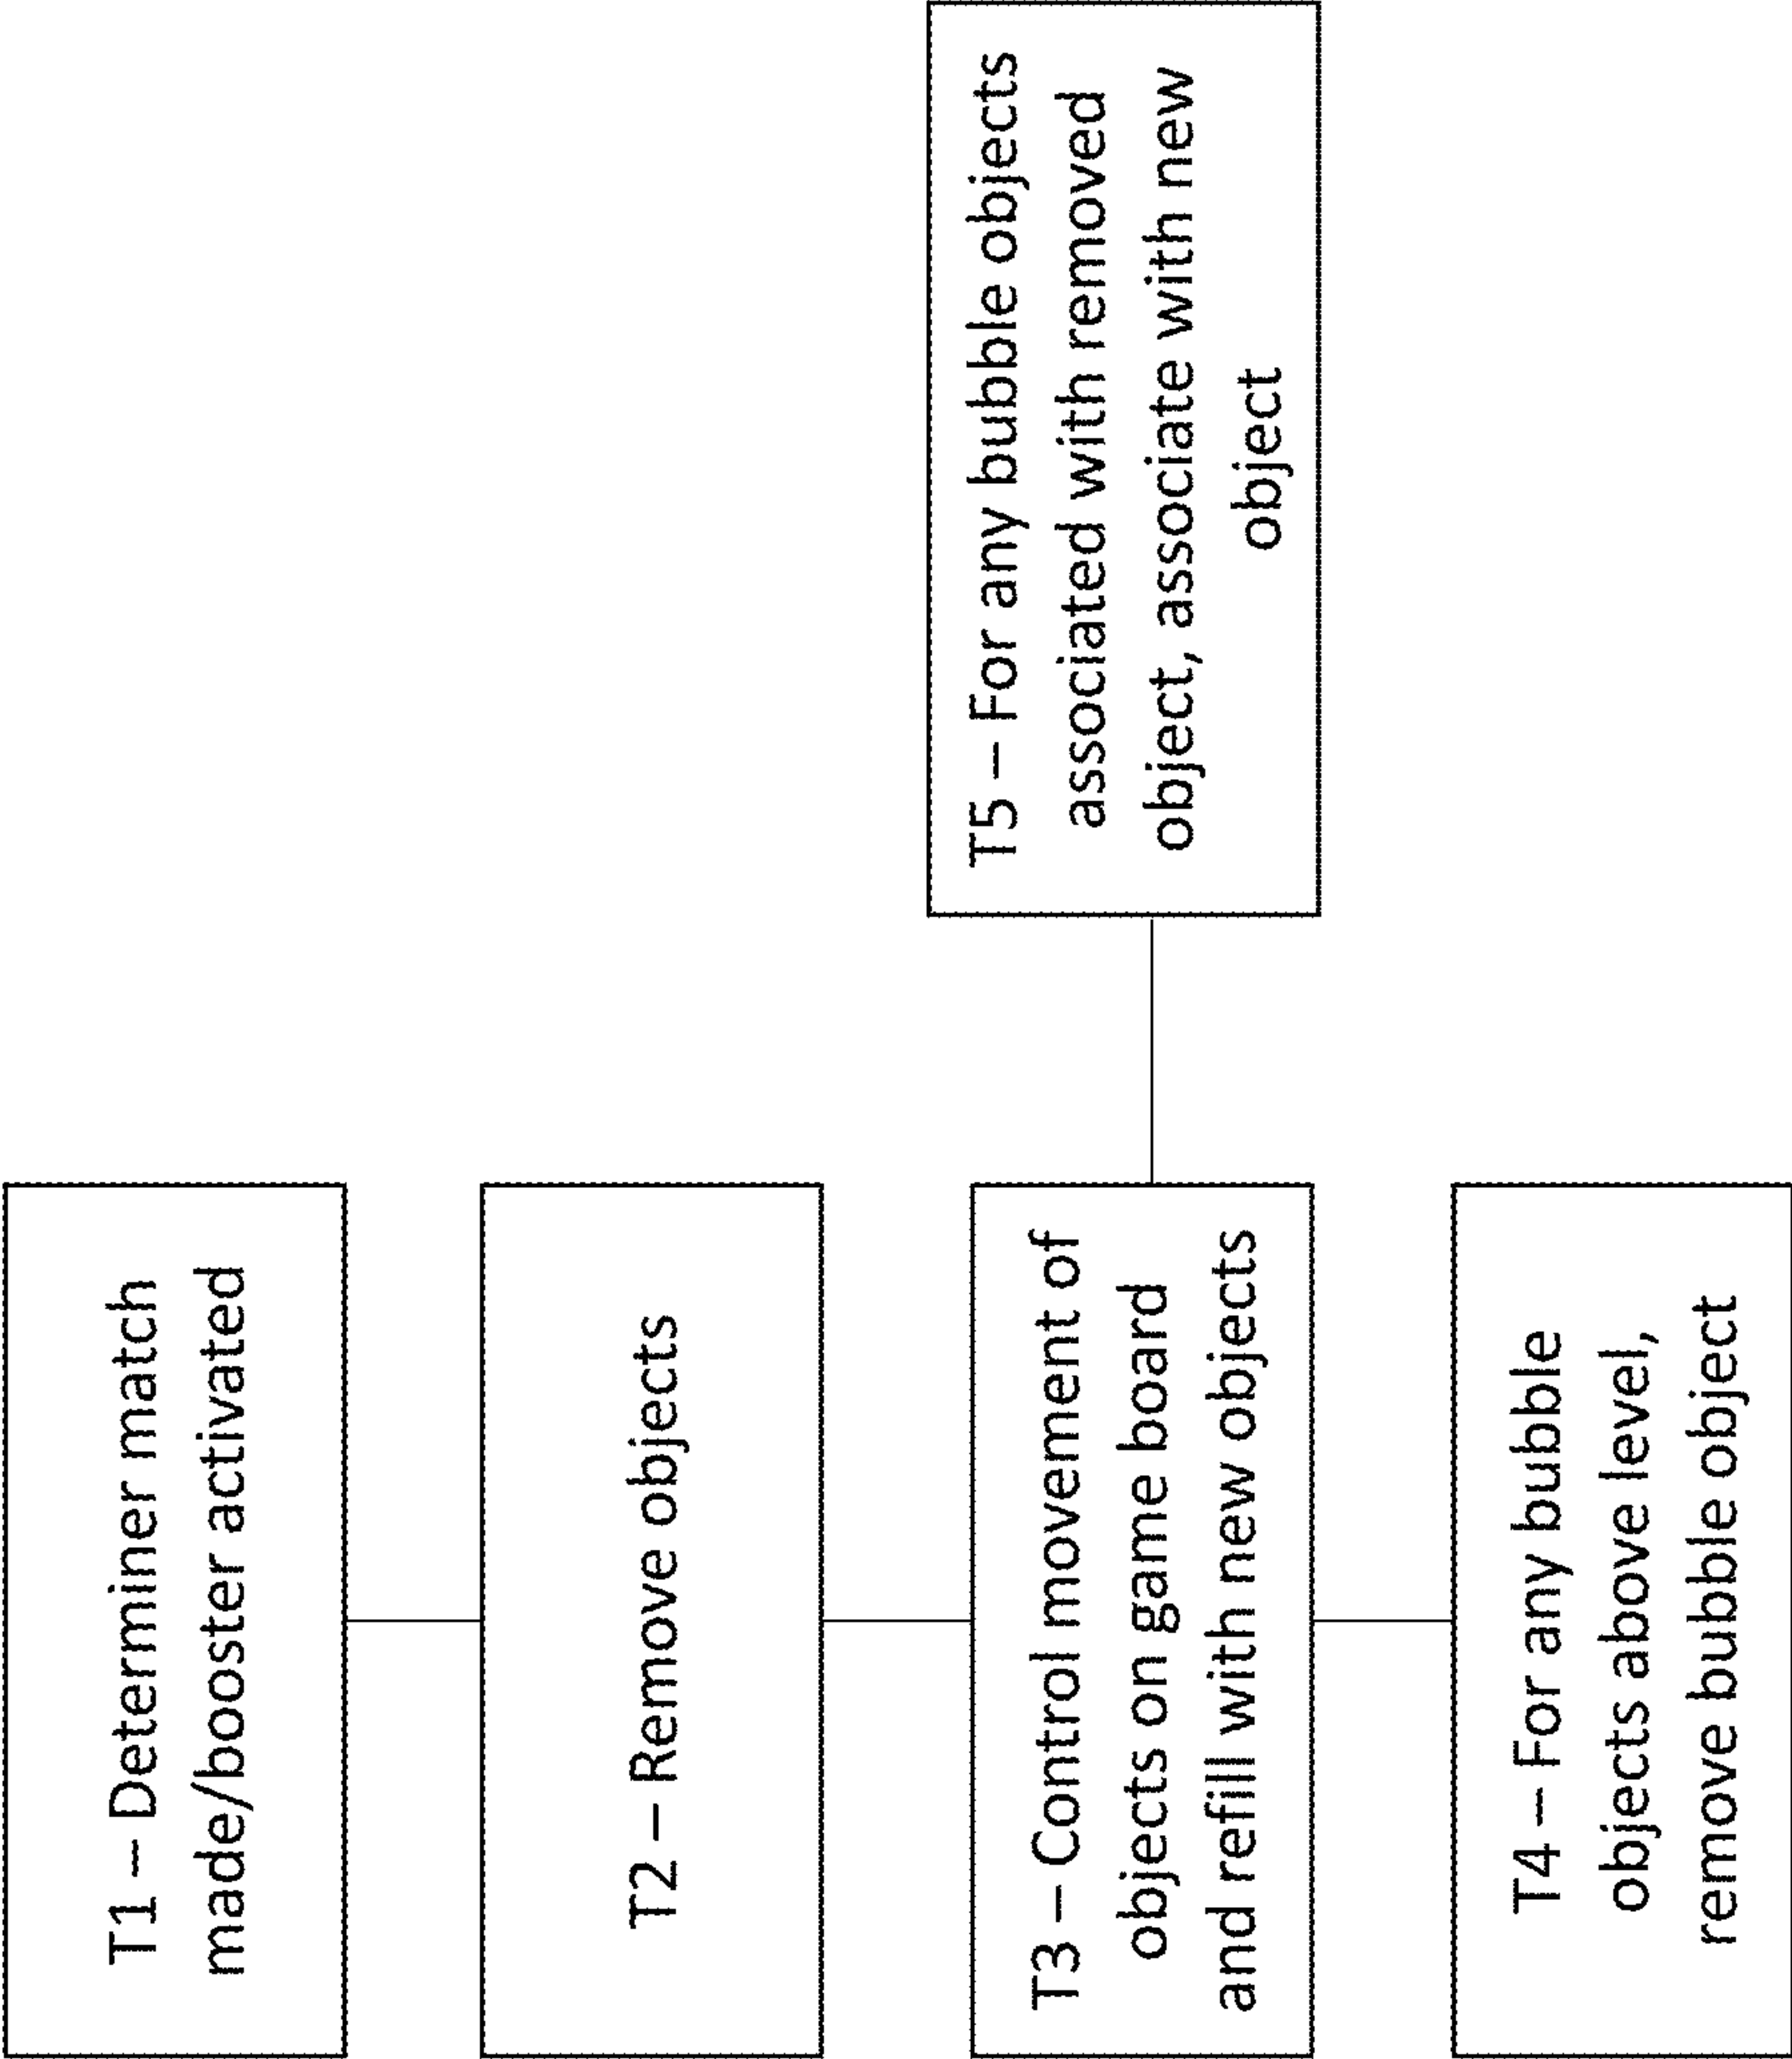 T1 – Determiner match
made/booster activated
T2 – Remove objects
T3 – Control movement of
objects on game board
and refill with new objects
T4 – For any bubble
objects above level,
remove bubble object
T5 – For any bubble objects
associated with removed
object, associate with new
object